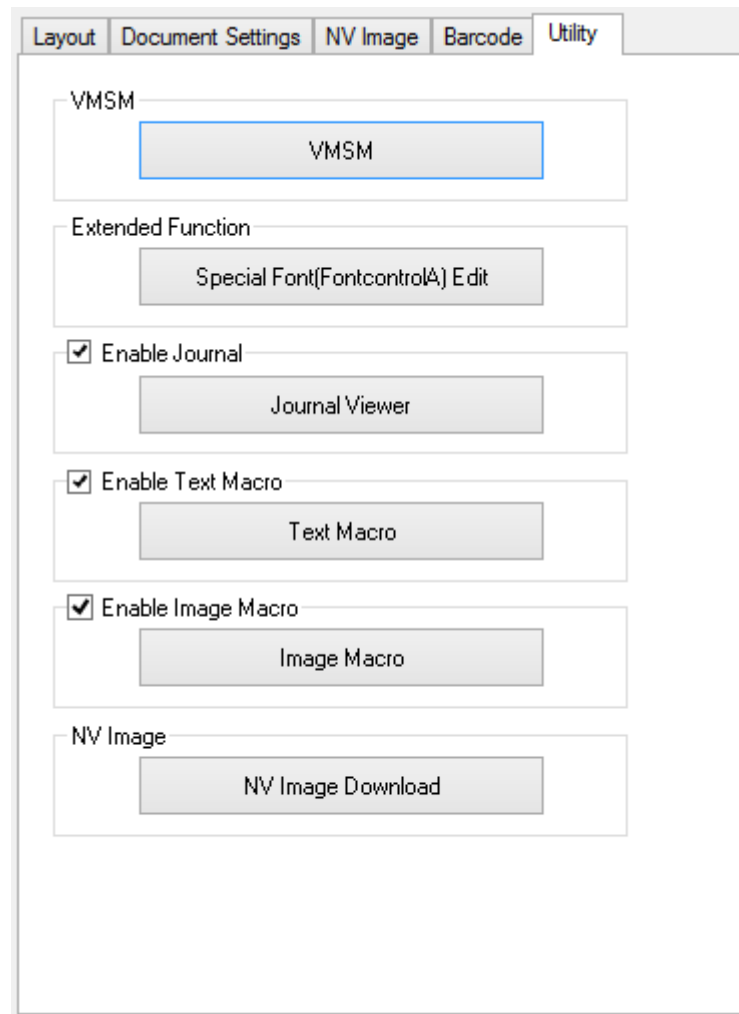 Layout Document Settings NV Image Barcode Utility
VMSM
VMSM
Extended Function
Special Font(FontcontrolA) Edit
Enable Journal
Journal Viewer
Enable Text Macro
Text Macro
Enable Image Macro
Image Macro
NV Image
NV Image Download